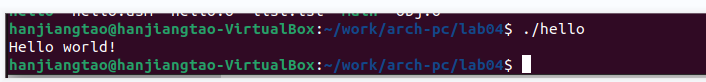 hanjiangtao@hanjiangtao-VirtualBox:~/work/arch-pc/lab04$ ./hello
Hello world!
hanjiangtao@hanjiangtao-VirtualBox:~/work/arch-pc/lab04$